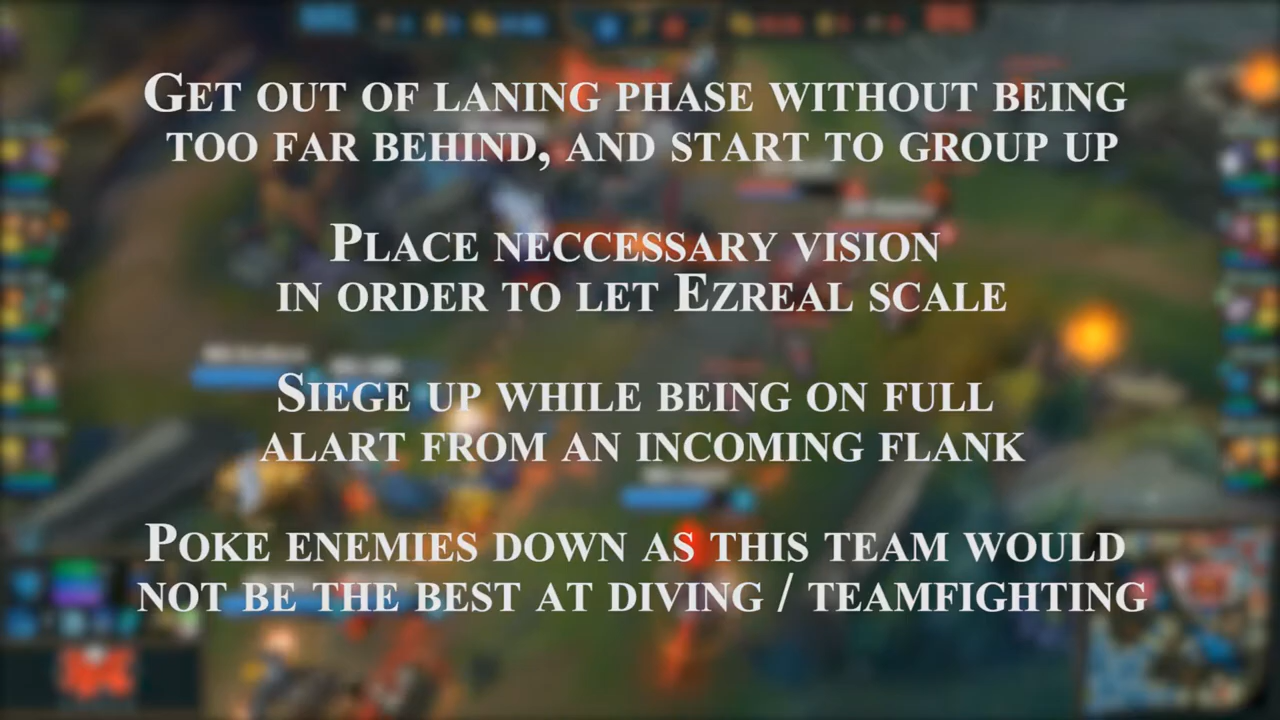 Get out of laning phase without being
too far behind, and start to group up
Place neccessary vision
in order to let Ezreal scale
Siege up while being on full
alart from an incoming flank
Poke enemies down as this team would
not be the best at diving / teamfighting